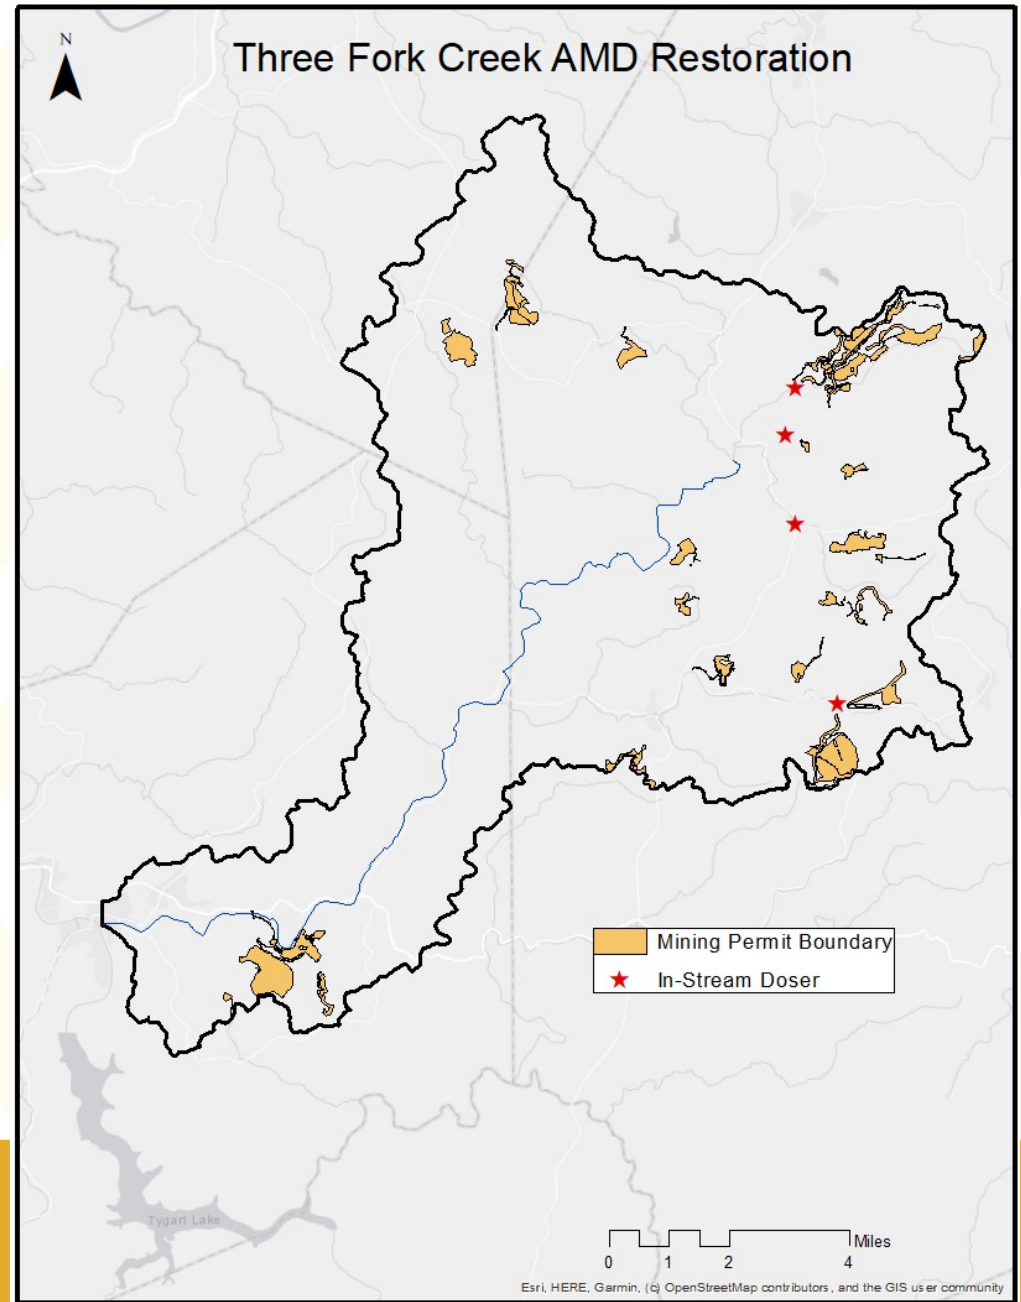 N
Three Fork Creek AMD Restoration
Mining Permit Boundary
In-Stream Doser
Tygart Lake
Miles
0 1 2 4
Esri, HERE, Garmin, (c) OpenStreetMap contributors, and the GIS user community